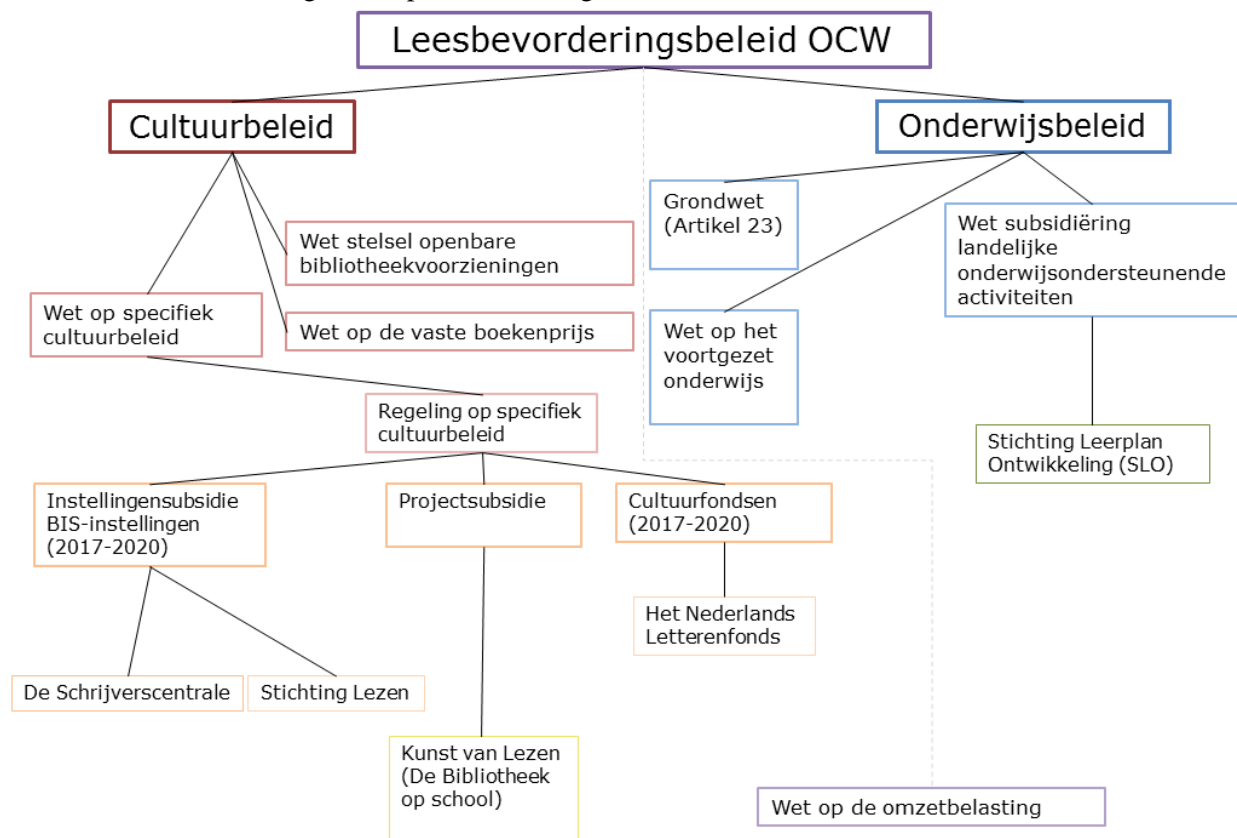 Leesbevorderingsbeleid OCW
Cultuurbeleid
Onderwijsbeleid
Grondwet
(Artikel 23)
Wet subsidiëring
landelijke
onderwijsondersteunende
activiteiten
Wet stelsel openbare
bibliotheekvoorzieningen
Wet op specifiek
cultuurbeleid
Wet op de vaste boekenprijs
Wet op het
voortgezet
onderwijs
Regeling op specifiek
cultuurbeleid
Stichting Leerplan
Ontwikkeling (SLO)
Instellingensubsidie
BIS-instellingen
(2017-2020)
Projectsubsidie
Cultuurfondsen
(2017-2020)
Het Nederlands
Letterenfonds
De Schrijverscentrale
Stichting Lezen
Kunst van Lezen
(De Bibliotheek
op school)
Wet op de omzetbelasting